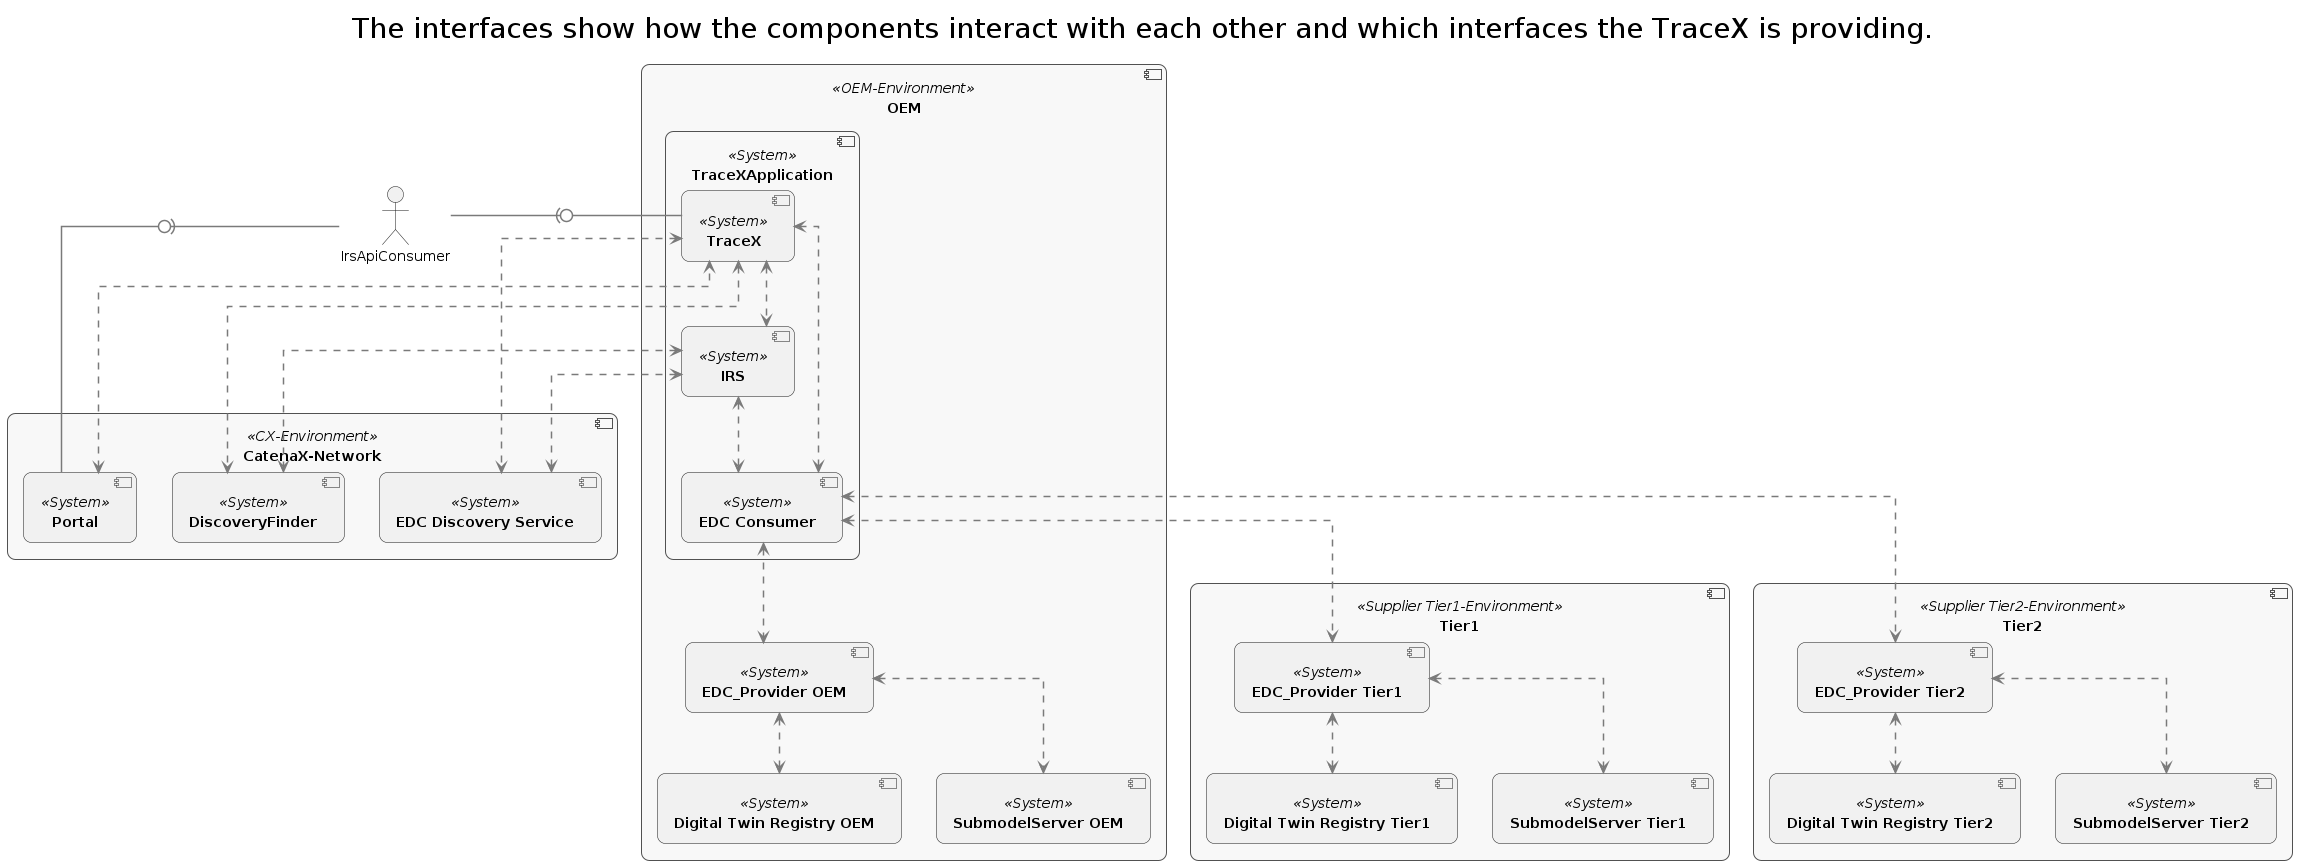 The interfaces show how the components interact with each other and which interfaces the TraceX is providing.
«OEM-Environment»
OEM
«System»
TraceXApplication
«System»
TraceX
IrsApiConsumer
«System»
IRS
«CX-Environment»
CatenaX-Network
«System»
Portal
«System»
DiscoveryFinder
«System»
EDC Discovery Service
«System»
EDC Consumer
«System»
EDC_Provider OEM
«System»
Digital Twin Registry OEM
«System»
SubmodelServer OEM
«Supplier Tier1-Environment»
Tier1
«System»
EDC_Provider Tier1
«System»
Digital Twin Registry Tier1
«System»
SubmodelServer Tier1
«Supplier Tier2-Environment»
Tier2
«System»
EDC_Provider Tier2
«System»
Digital Twin Registry Tier2
«System»
SubmodelServer Tier2